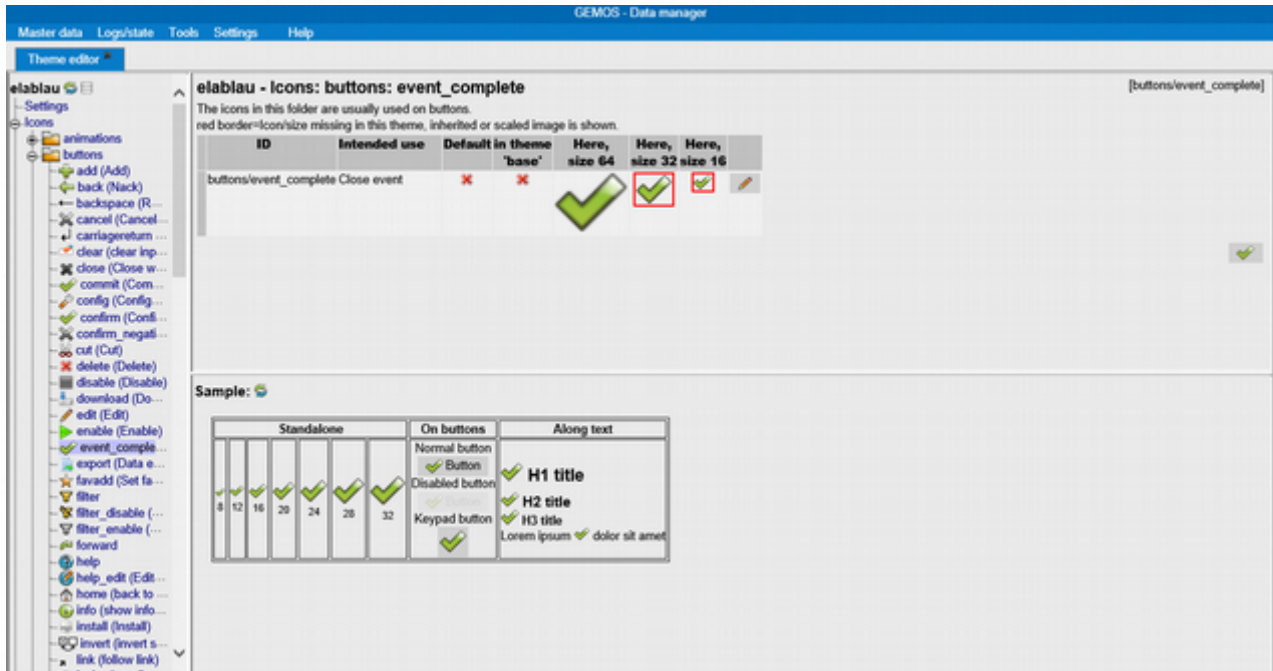 GEMOS - Data manager
Master data Logs/state Tools Settings Help
Theme editor
elablau
Settings
Icons
animations
buttons
add (Add)
back (Nack)
backspace (R...
cancel (Cancel...
carriagereturn ...
clear (clear inp...
close (Close w...
commit (Com...
config (Config...
confirm (Confi...
confirm_negati...
cut (Cut)
delete (Delete)
disable (Disable)
download (Do...
edit (Edit)
enable (Enable)
event_comple...
export (Data e...
favadd (Set fa...
filter
filter_disable (...
filter_enable (...
forward
help
help_edit (Edit...
home (back to ...
info (show info...
install (Install)
invert (invert s...
link (follow link)
elablau - Icons: buttons: event_complete
[buttons/event_complete]
The icons in this folder are usually used on buttons.
red border=Icon/size missing in this theme, inherited or scaled image is shown.
ID Intended use Default in theme Here, Here, Here,
'base' size 64 size 32 size 16
buttons/event_complete Close event
Sample:
Standalone On buttons Along text
8 12 16 20 24 28 32
Normal button
Button
Disabled button
Button
Keypad button
H1 title
H2 title
H3 title
Lorem ipsum dolor sit amet